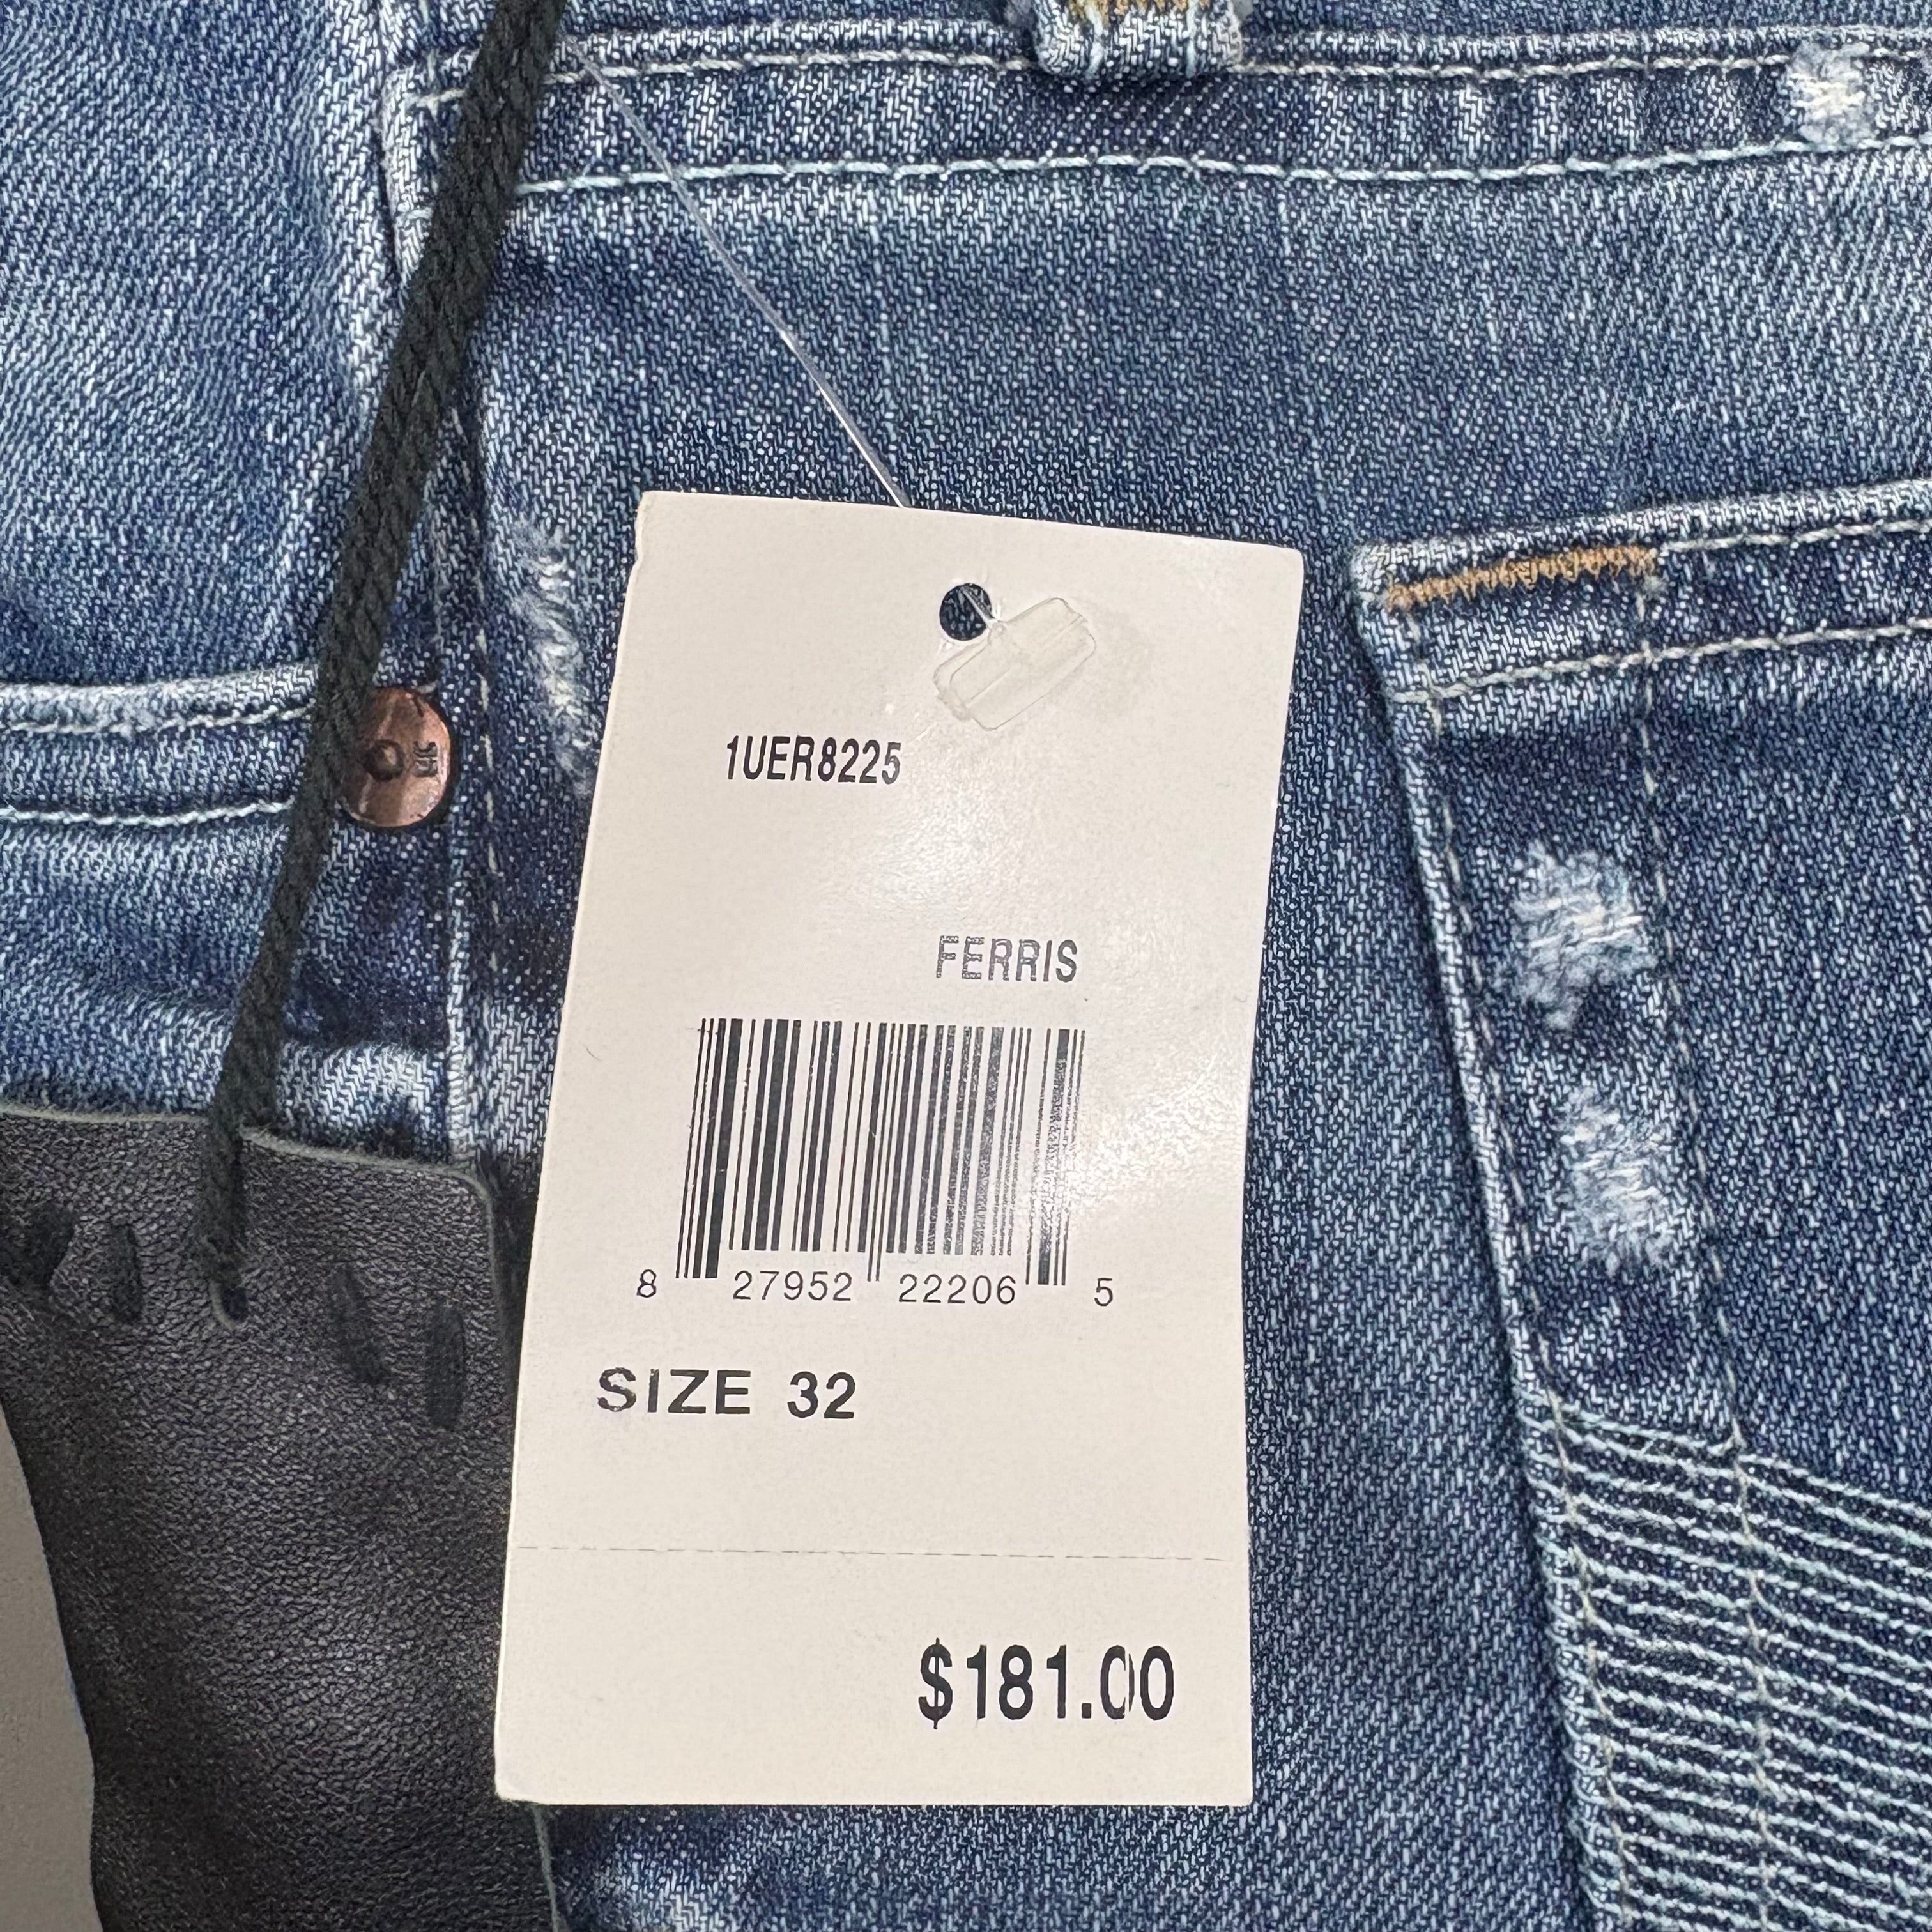 1UER8225
FERRIS
8 27952 22206 5
SIZE 32
$181.00